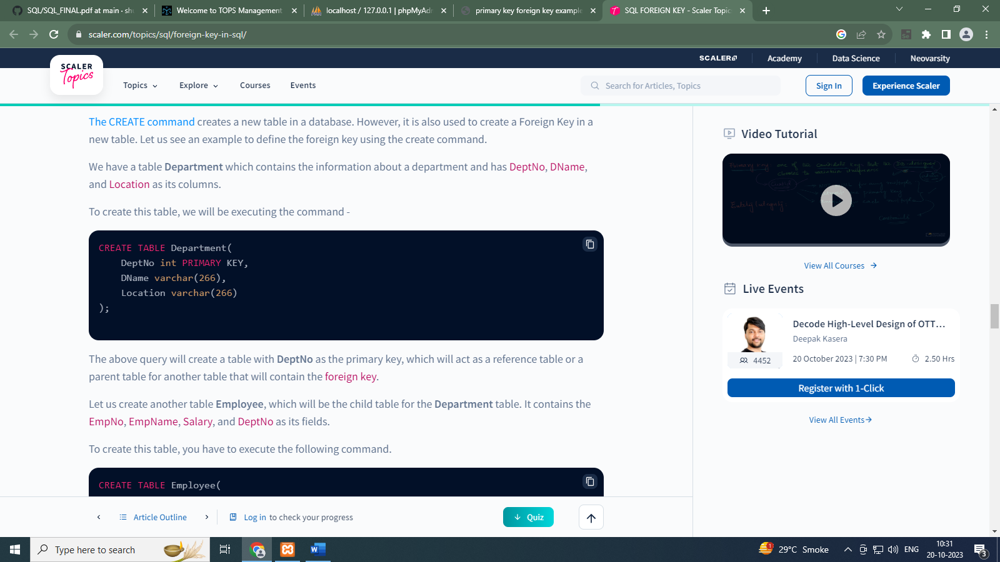 SQL/SQL_FINAL.pdf at main · sh
Welcome to TOPS Management
localhost / 127.0.0.1 | phpMyAd
primary key foreign key example
SQL FOREIGN KEY - Scaler Topic
scaler.com/topics/sql/foreign-key-in-sql/
SCALER
Academy
Data Science
Neovarsity
SCALER
Topics
Topics
Explore
Courses
Events
Search for Articles, Topics
Sign In
Experience Scaler
The CREATE command creates a new table in a database. However, it is also used to create a Foreign Key in a
new table. Let us see an example to define the foreign key using the create command.
We have a table Department which contains the information about a department and has DeptNo, DName,
and Location as its columns.
To create this table, we will be executing the command -
CREATE TABLE Department(
DeptNo int PRIMARY KEY,
DName varchar(266),
Location varchar(266)
);
The above query will create a table with DeptNo as the primary key, which will act as a reference table or a
parent table for another table that will contain the foreign key.
Let us create another table Employee, which will be the child table for the Department table. It contains the
EmpNo, EmpName, Salary, and DeptNo as its fields.
To create this table, you have to execute the following command.
CREATE TABLE Employee(
Article Outline
Log in to check your progress
Quiz
Video Tutorial
View All Courses
Live Events
Decode High-Level Design of OTT...
Deepak Kasera
4452
20 October 2023 | 7:30 PM
2.50 Hrs
Register with 1-Click
View All Events
Type here to search
1
29°C Smoke
ENG
10:31
20-10-2023
3